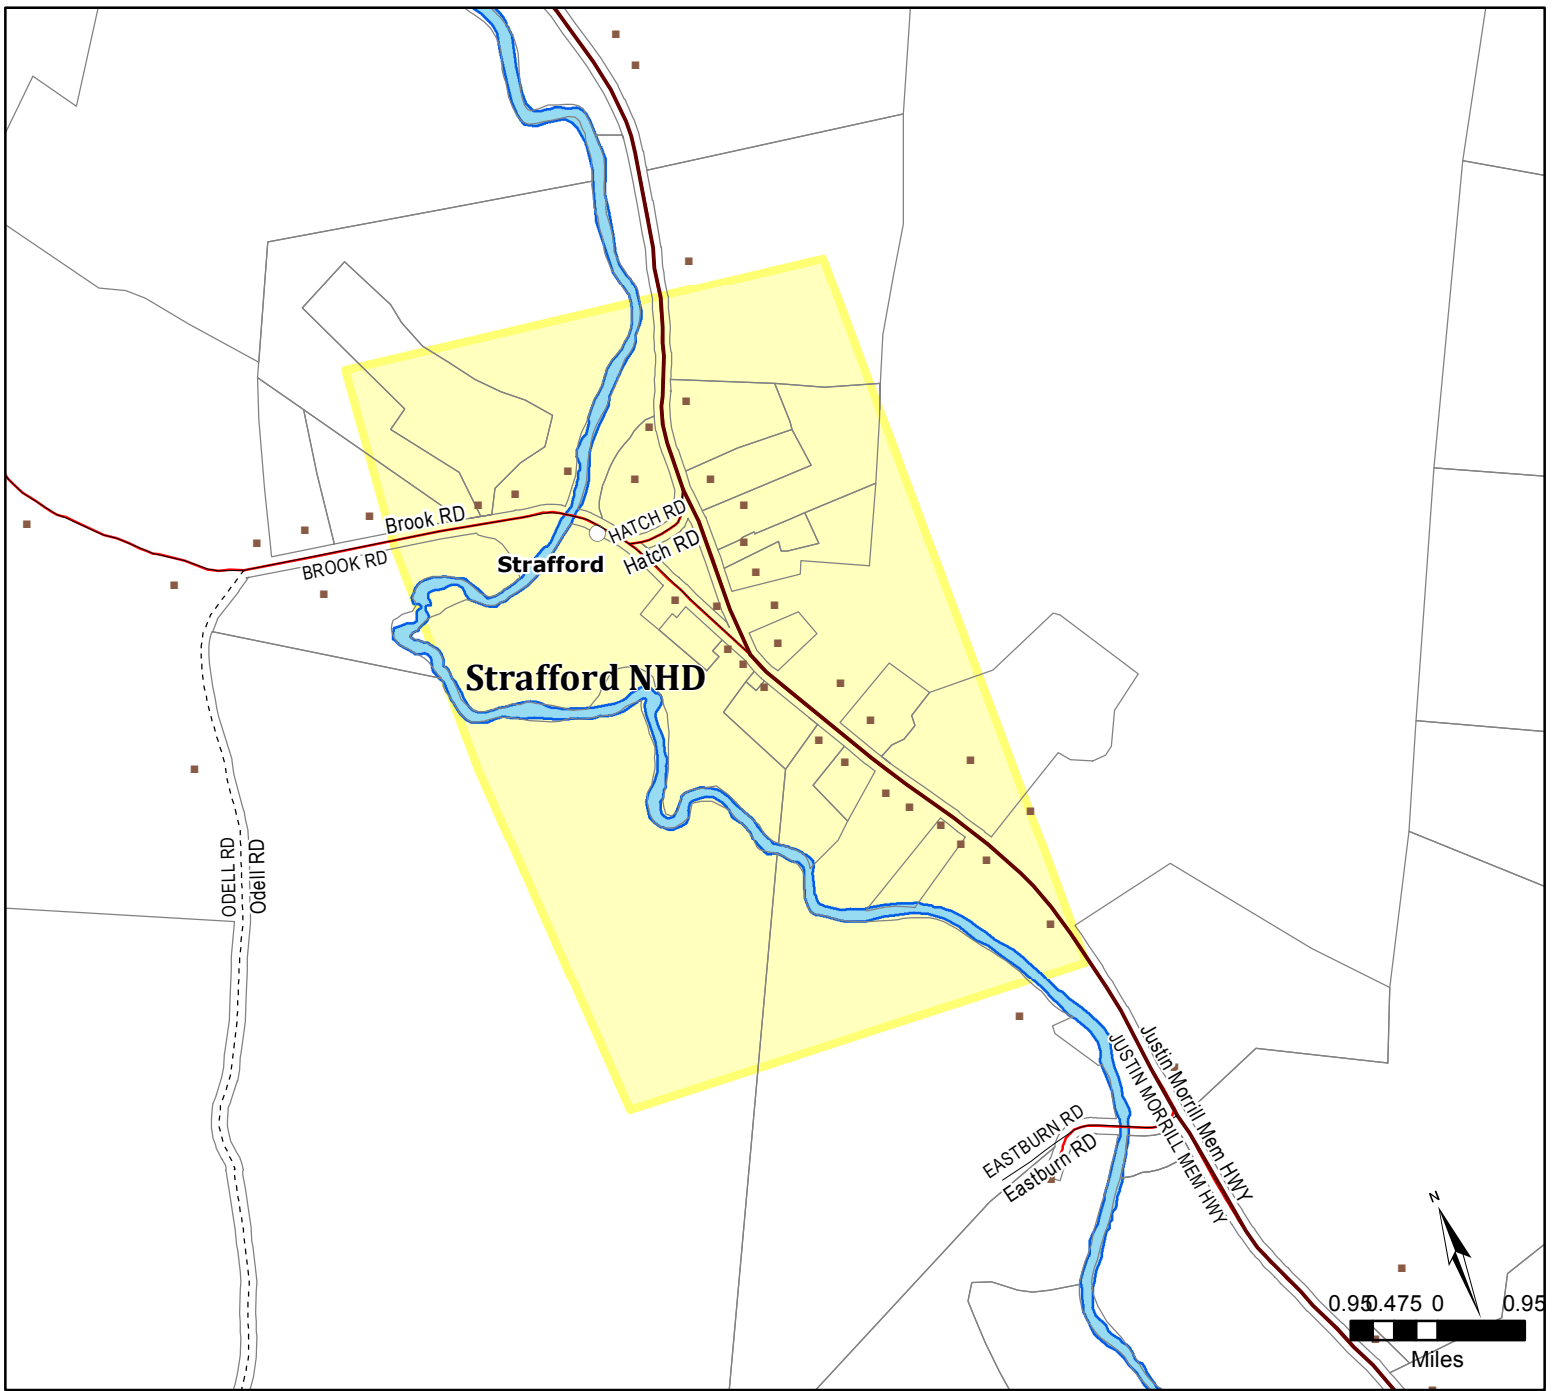 Brook RD
BROOK RD
HATCH RD
Hatch RD
Strafford
Strafford NHD
ODELL RD
Odell RD
Justin Morrill Mem HWY
JUSTIN MORRILL MEM HWY
EASTBURN RD
Eastburn RD
N
0.95 0.475 0 0.95
Miles